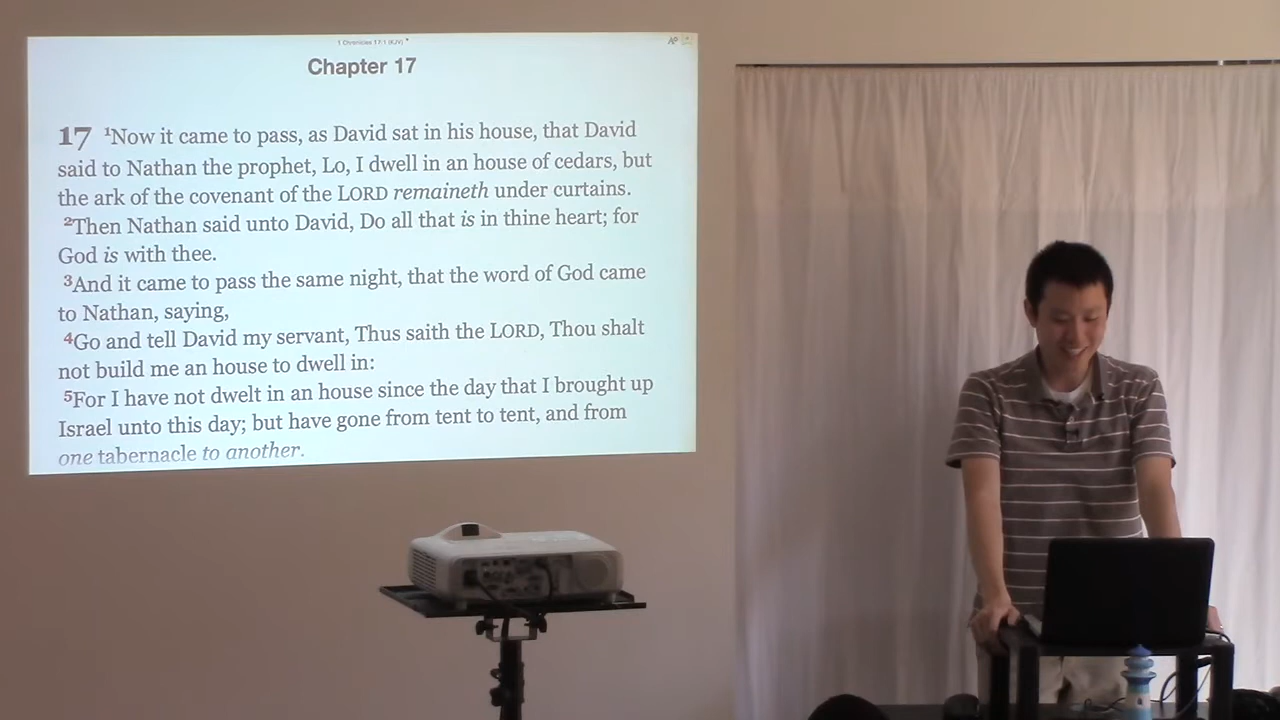 1 Chronicles 17:1 (KJV)
Chapter 17
17 1Now it came to pass, as David sat in his house, that David
said to Nathan the prophet, Lo, I dwell in an house of cedars, but
the ark of the covenant of the LORD remaineth under curtains.
2Then Nathan said unto David, Do all that is in thine heart; for
God is with thee.
3And it came to pass the same night, that the word of God came
to Nathan, saying,
4Go and tell David my servant, Thus saith the LORD, Thou shalt
not build me an house to dwell in:
5For I have not dwelt in an house since the day that I brought up
Israel unto this day; but have gone from tent to tent, and from
one tabernacle to another.